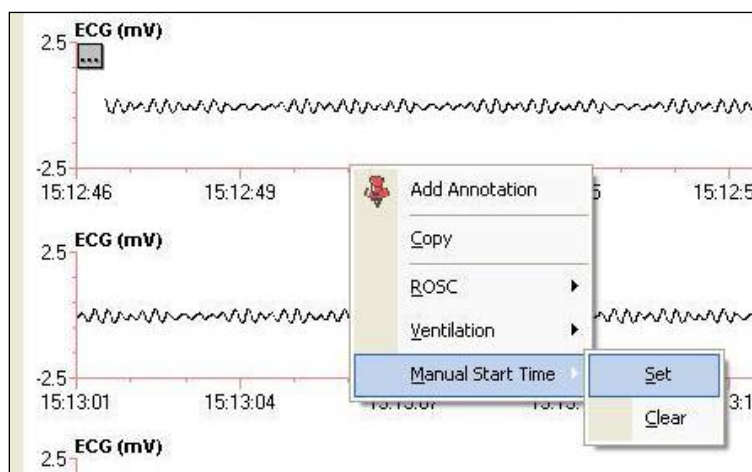 ECG (mV)
2.5
...
-2.5
15:12:46 15:12:49 15:12:5
Add Annotation
Copy
ECG (mV)
2.5
ROSC
Ventilation
Manual Start Time Set
-2.5
15:13:01 15:13:04
Clear
ECG (mV)
2.5